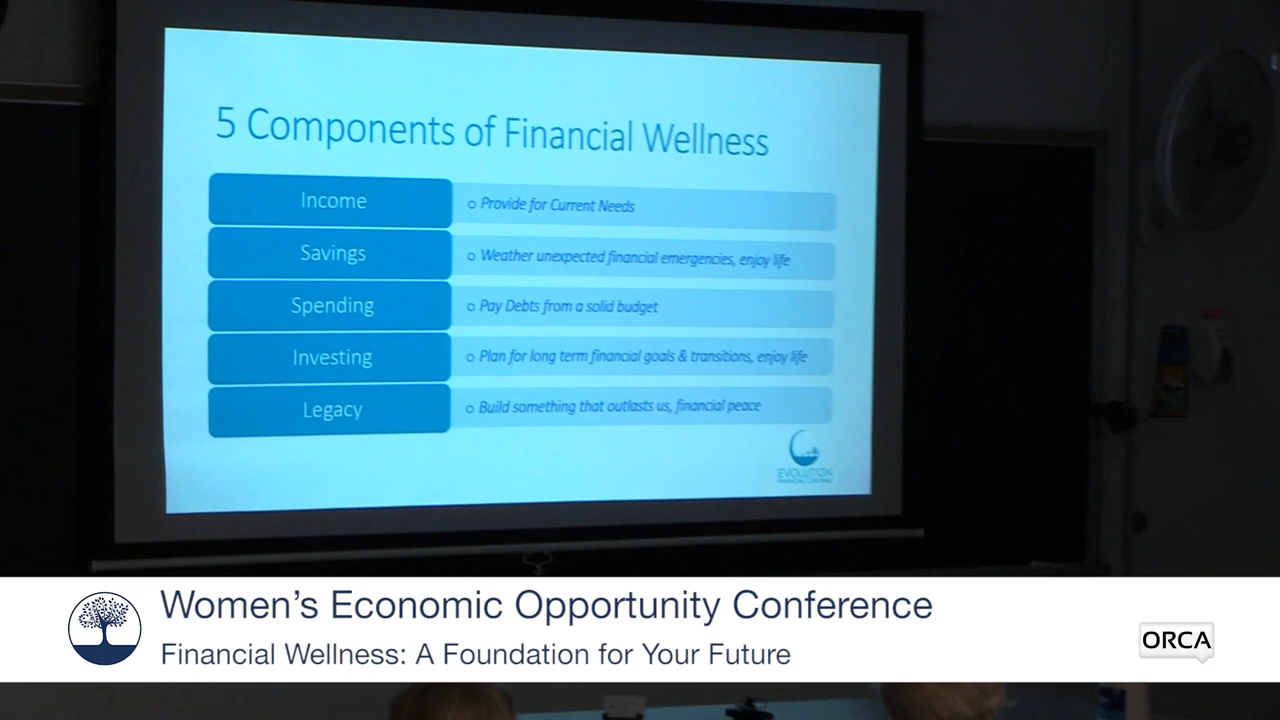 5 Components of Financial Wellness
Income
o Provide for Current Needs
Savings
o Weather unexpected financial emergencies, enjoy life
Spending
o Pay Debts from a solid budget
Investing
o Plan for long term financial goals & transitions, enjoy life
Legacy
o Build something that outlasts us, financial peace
EVOLUTION
FINANCIAL COACHING
Women's Economic Opportunity Conference
Financial Wellness: A Foundation for Your Future
ORCA